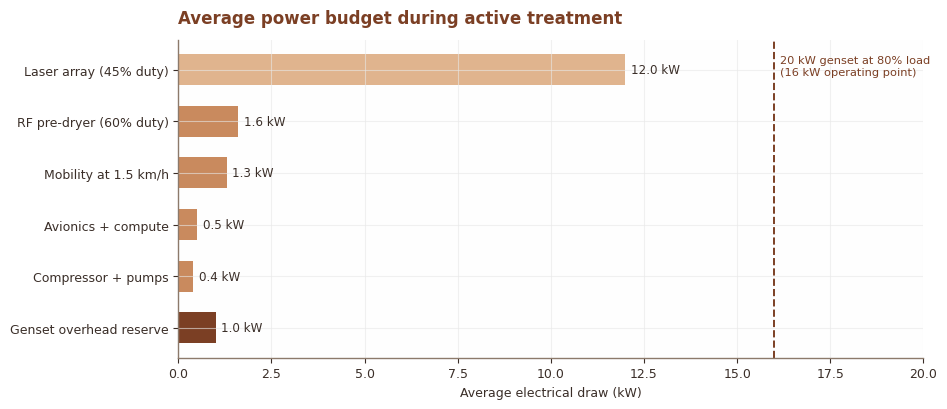 Average power budget during active treatment
Laser array (45% duty)
12.0 kW
20 kW genset at 80% load
(16 kW operating point)
RF pre-dryer (60% duty)
1.6 kW
Mobility at 1.5 km/h
1.3 kW
Avionics + compute
0.5 kW
Compressor + pumps
0.4 kW
Genset overhead reserve
1.0 kW
0.0 2.5 5.0 7.5 10.0 12.5 15.0 17.5 20.0
Average electrical draw (kW)